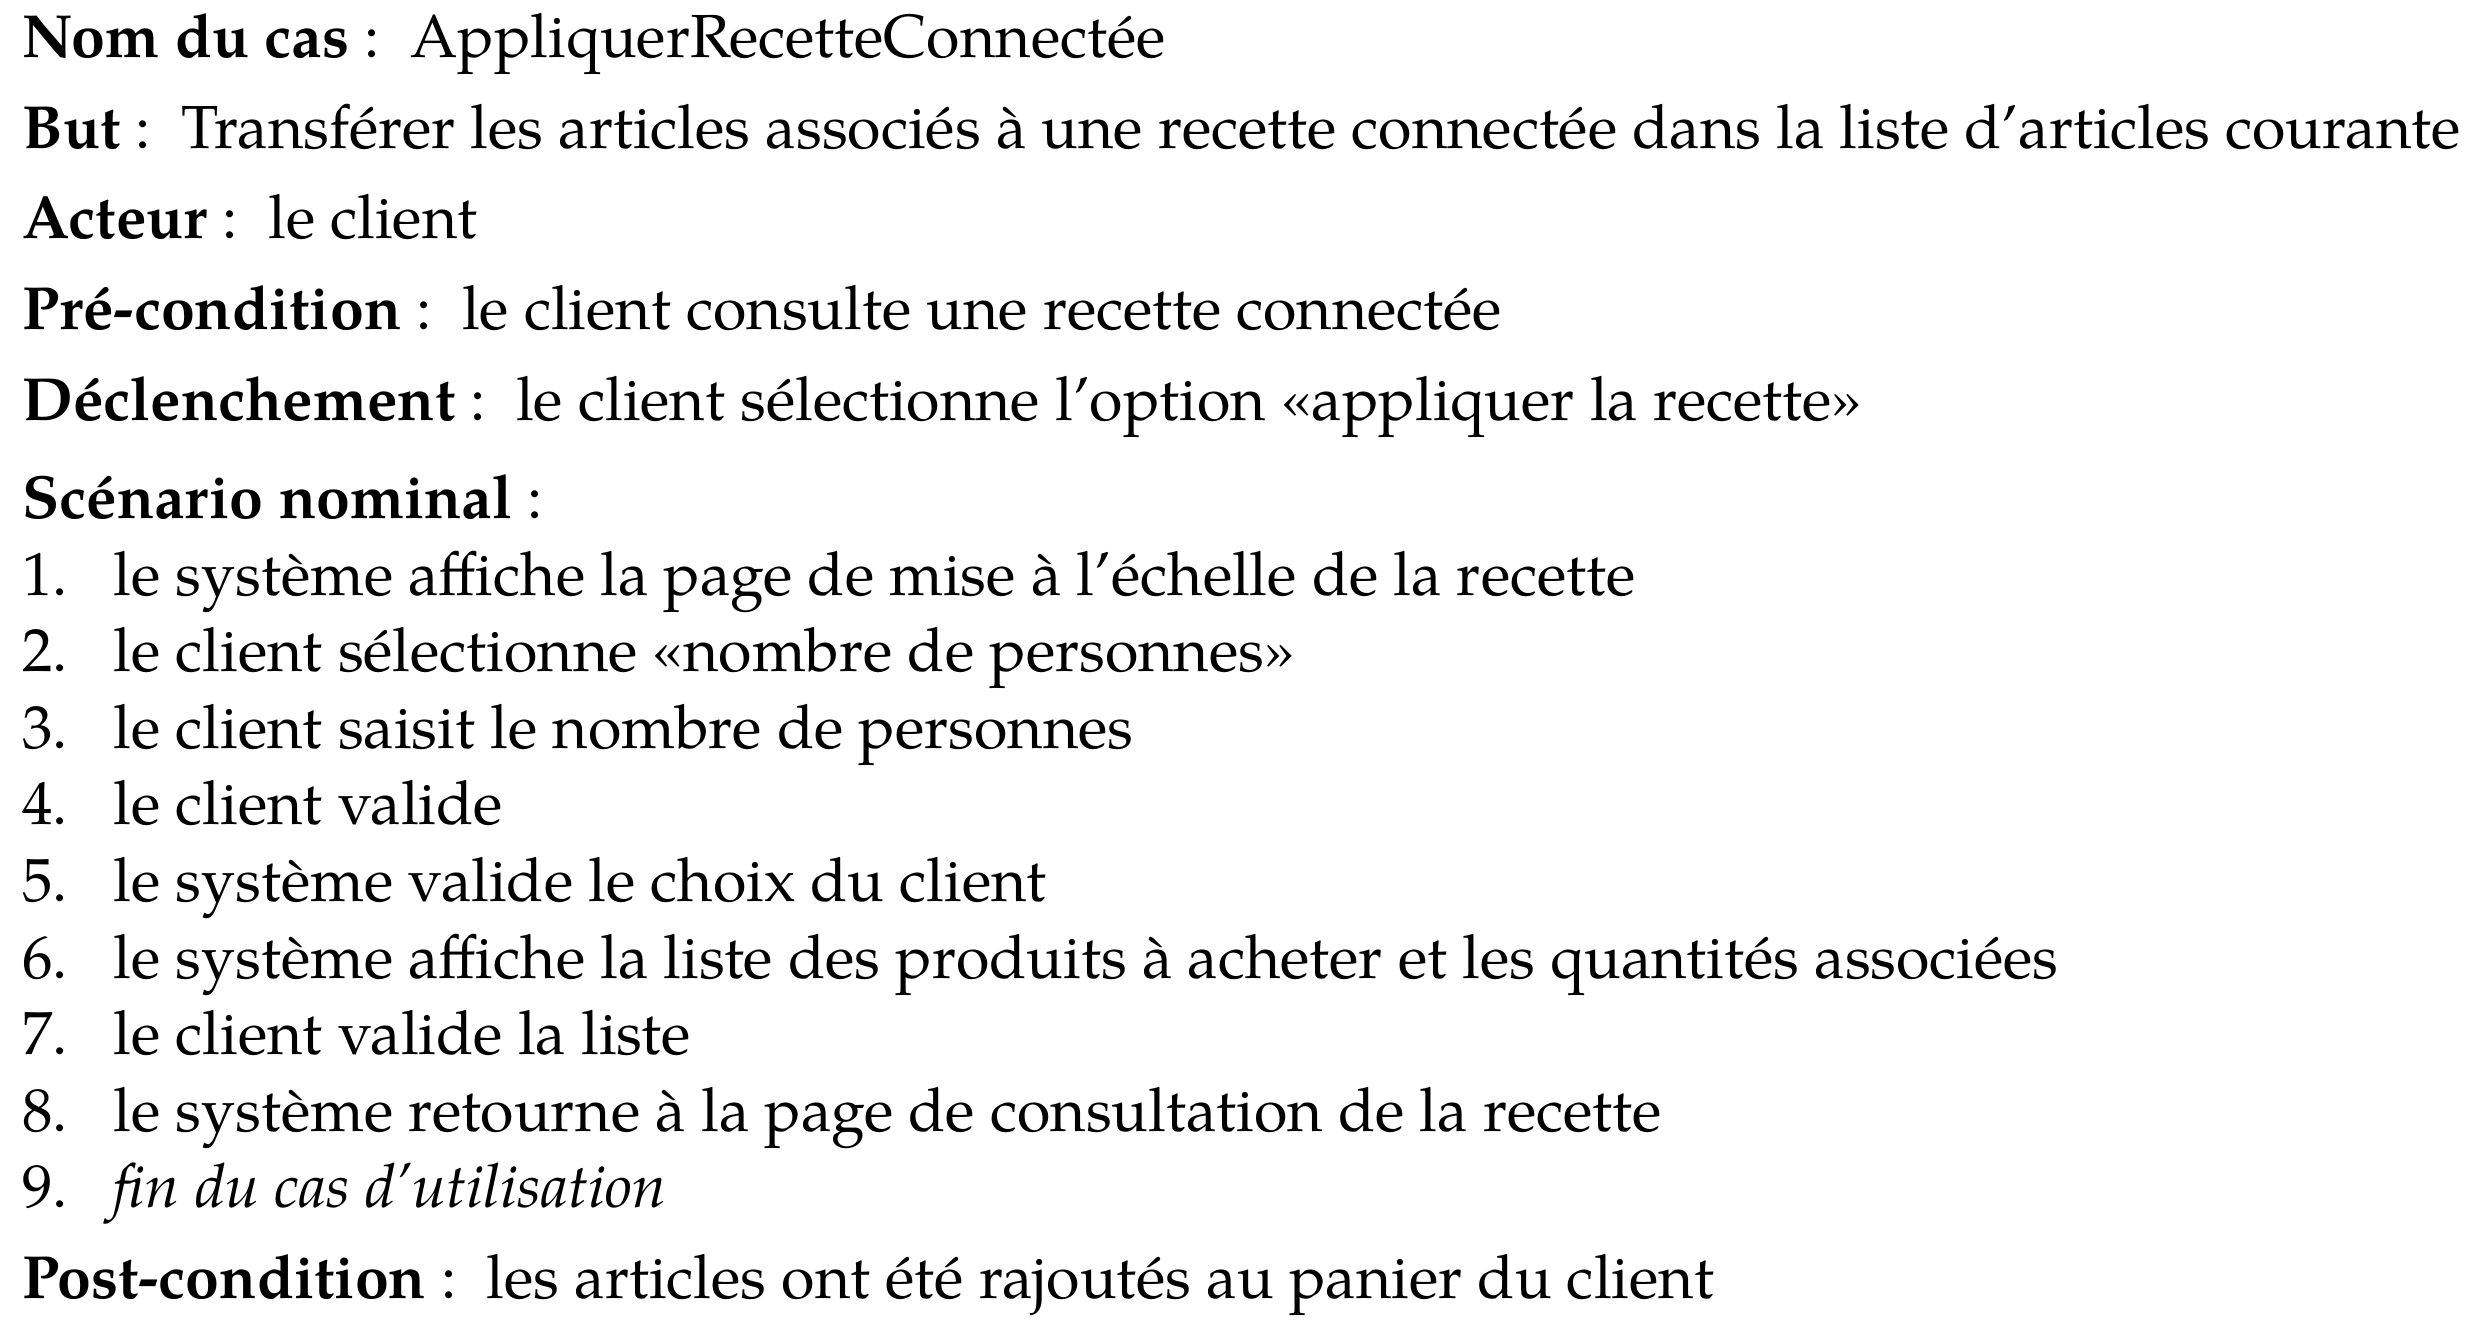 Nom du cas : AppliquerRecetteConnectée
But : Transférer les articles associés à une recette connectée dans la liste d’articles courante
Acteur : le client
Pré-condition : le client consulte une recette connectée
Déclenchement : le client sélectionne l’option «appliquer la recette»
Scénario nominal :
1. le système affiche la page de mise à l’échelle de la recette
2. le client sélectionne «nombre de personnes»
3. le client saisit le nombre de personnes
4. le client valide
5. le système valide le choix du client
6. le système affiche la liste des produits à acheter et les quantités associées
7. le client valide la liste
8. le système retourne à la page de consultation de la recette
9. fin du cas d’utilisation
Post-condition : les articles ont été rajoutés au panier du client